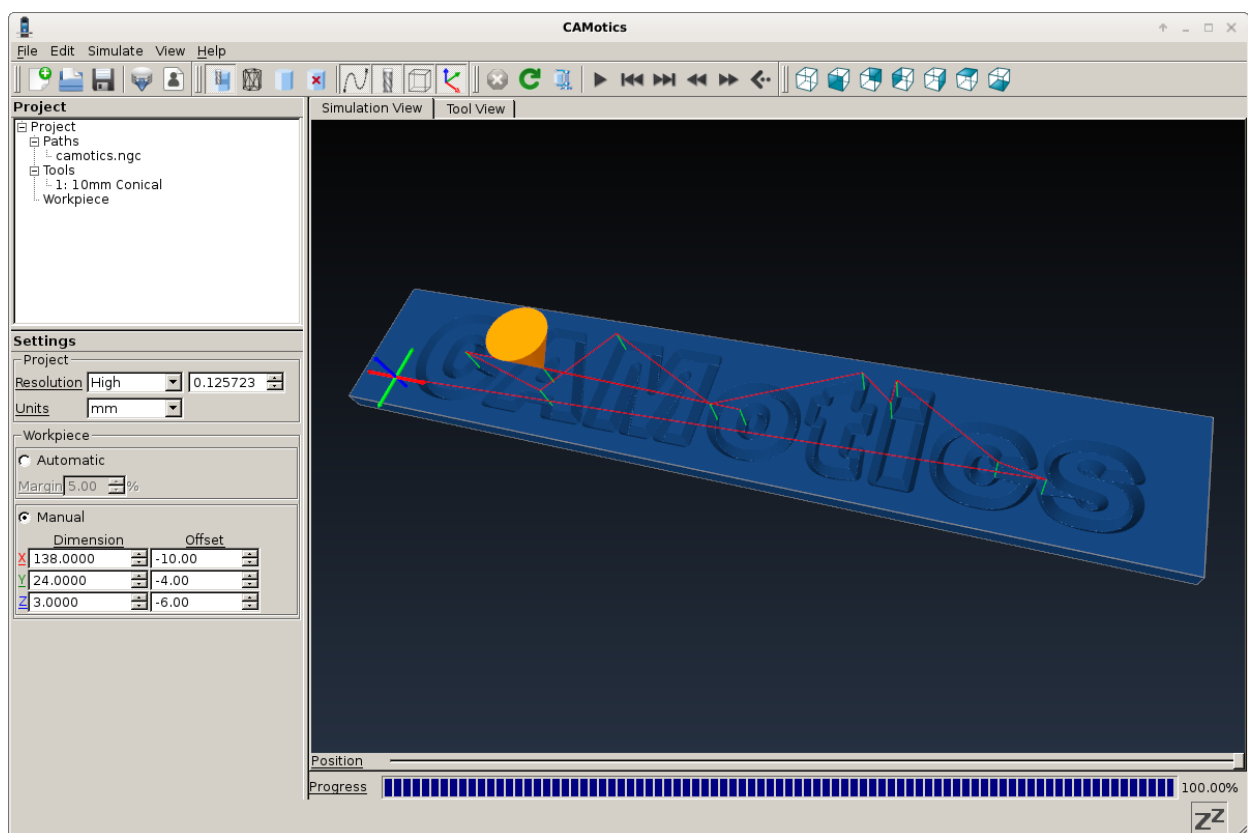 CAMotics
File Edit Simulate View Help
Project
Simulation View Tool View
Project
Paths
camotics.ngc
Tools
1: 10mm Conical
Workpiece
CAMotics
Settings
Project
Resolution High 0.125723
Units mm
Workpiece
Automatic
Margin 5.00 %
Manual
Dimension Offset
X 138.0000 -10.00
Y 24.0000 -4.00
Z 3.0000 -6.00
Position
Progress 100.00%
ZZ